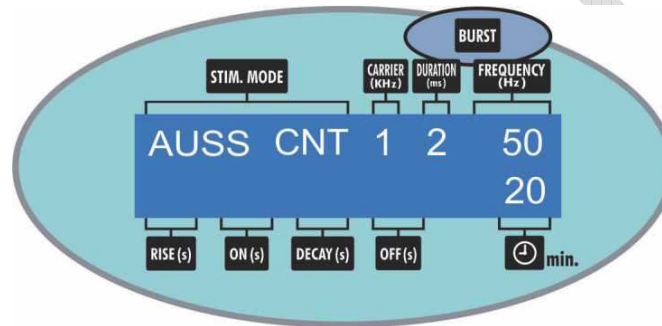 BURST
STIM. MODE CARRIER (KHz) DURATION (ms) FREQUENCY (Hz)
AUSS CNT 1 2 50
20
RISE (s) ON (s) DECAY (s) OFF (s) min.